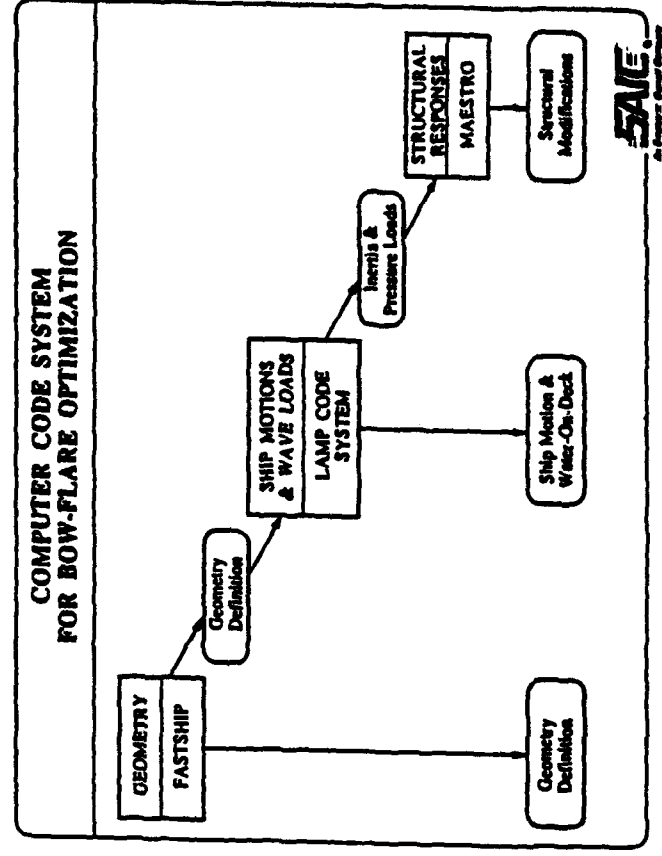 COMPUTER CODE SYSTEM
FOR BOW-FLARE OPTIMIZATION
GEOMETRY
FASTSHIP
Geometry
Definition
SHIP MOTIONS
& WAVE LOADS
LAMP CODE
SYSTEM
Inertia &
Pressure Loads
STRUCTURAL
RESPONSES
MAESTRO
Geometry
Definition
Ship Motion &
Water-On-Deck
Structural
Modifications
SAIC